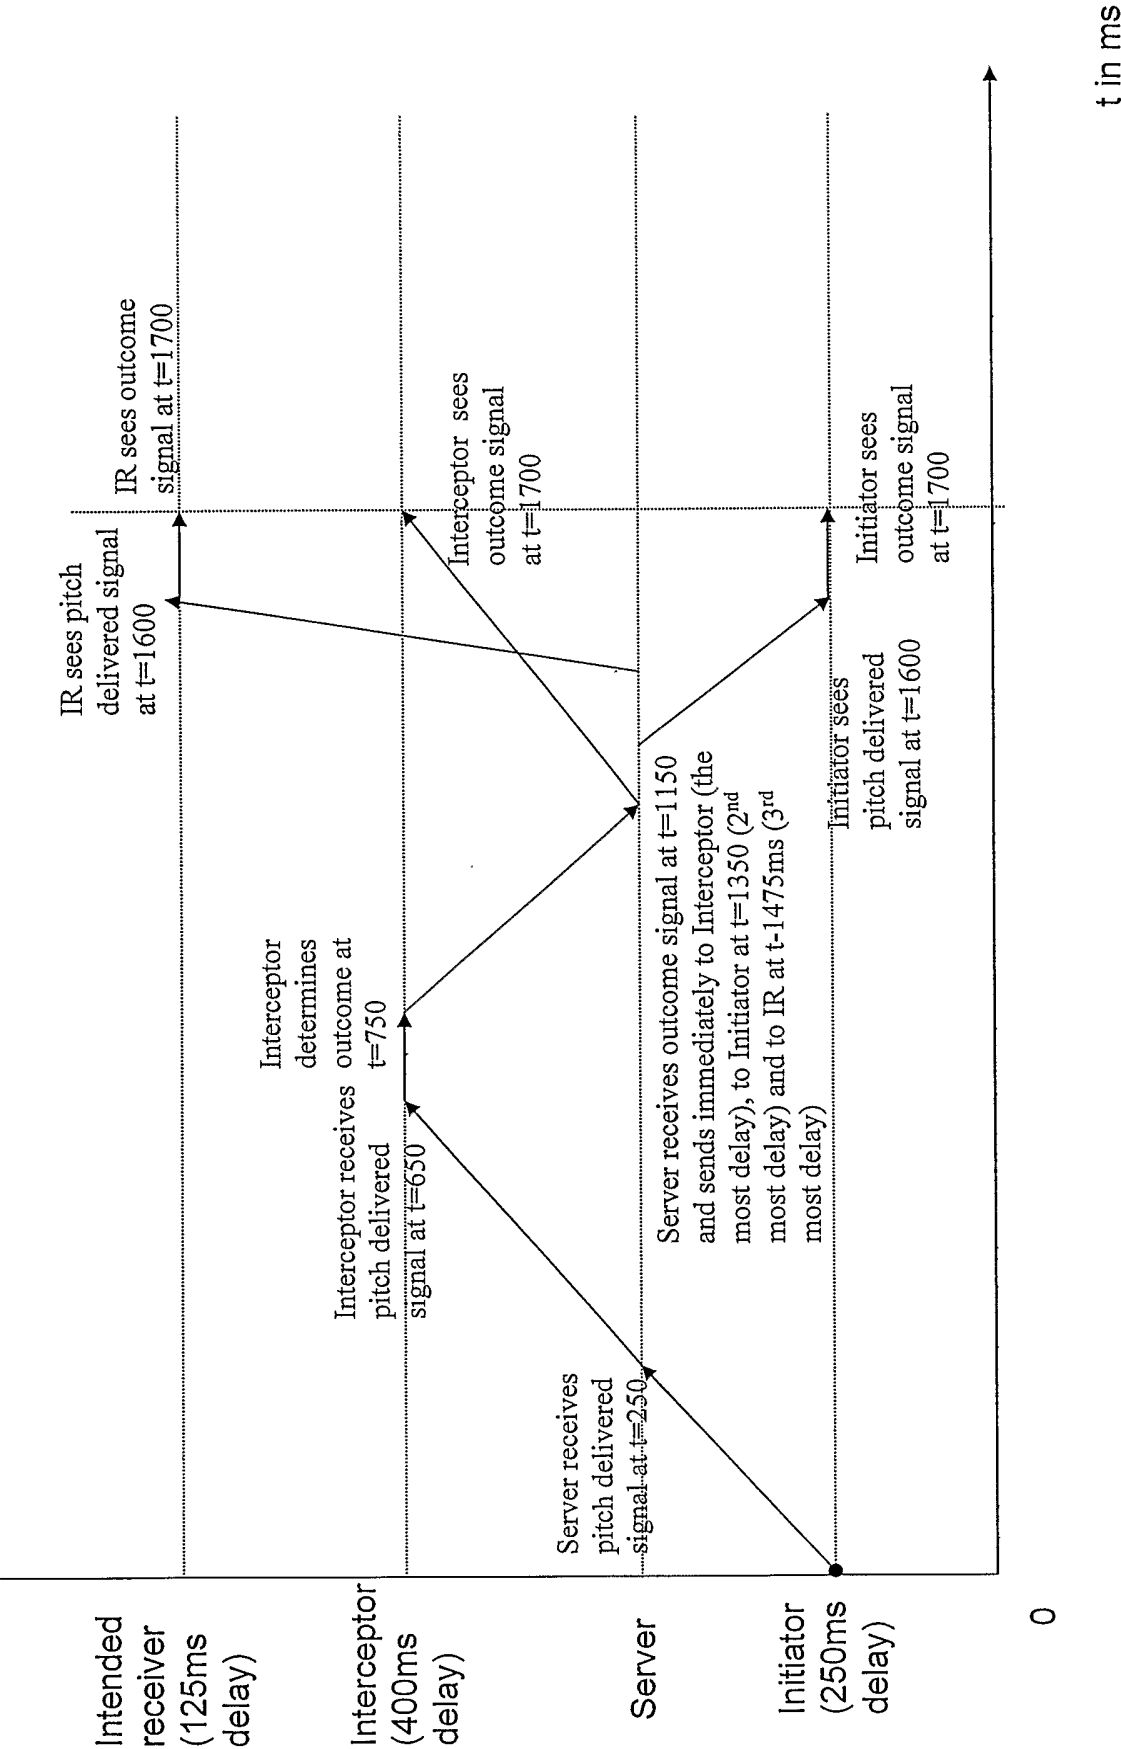 Intended
receiver
(125ms
delay)
IR sees pitch
delivered signal
at t=1600
IR sees outcome
signal at t=1700
Interceptor
(400ms
delay)
Interceptor receives
pitch delivered
signal at t=650
Interceptor
determines
outcome at
t=750
Interceptor sees
outcome signal
at t=1700
Server
Server receives
pitch delivered
signal at t=250
Server receives outcome signal at t=1150
and sends immediately to Interceptor (the
most delay), to Initiator at t=1350 (2nd
most delay) and to IR at t-1475ms (3rd
most delay)
Initiator
(250ms
delay)
Initiator sees
pitch delivered
signal at t=1600
Initiator sees
outcome signal
at t=1700
0
t in ms